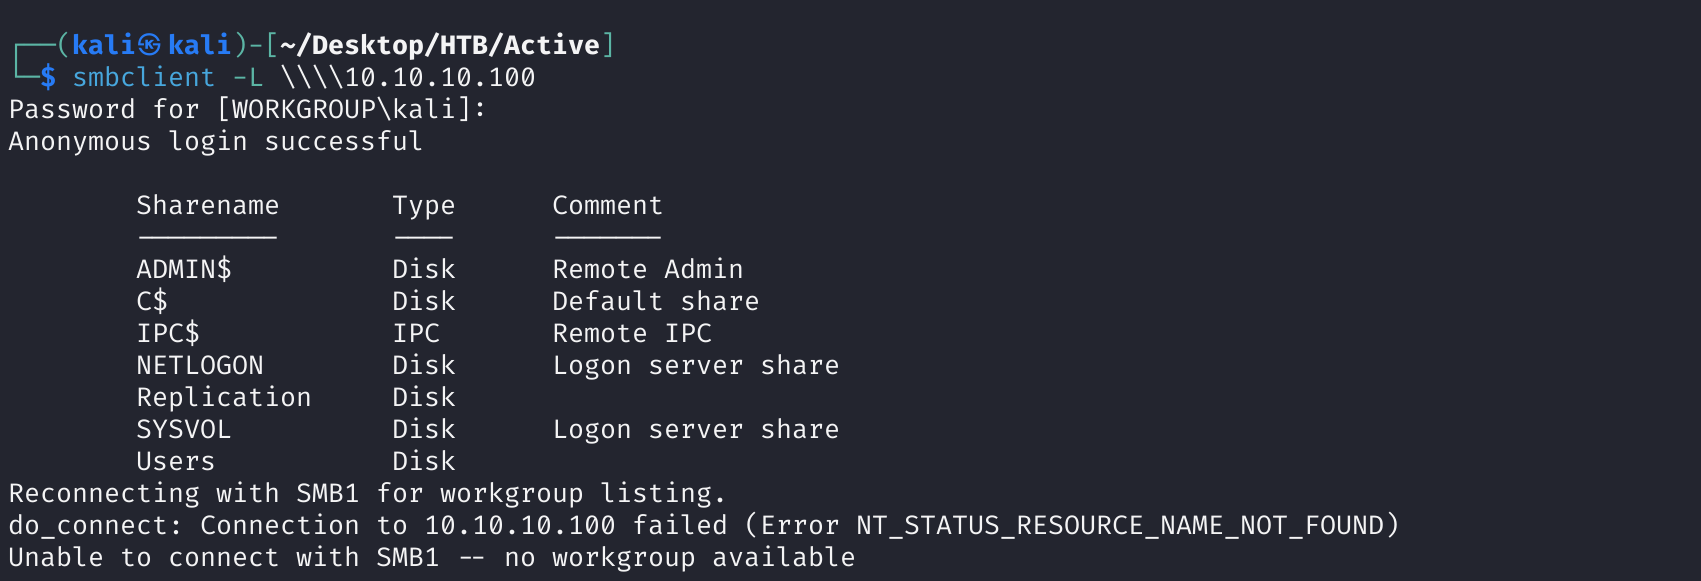 ┌──(kali㉿kali)-[~/Desktop/HTB/Active]
└─$ smbclient -L \\\\10.10.10.100
Password for [WORKGROUP\kali]:
Anonymous login successful
Sharename Type Comment
--------- ---- -------
ADMIN$ Disk Remote Admin
C$ Disk Default share
IPC$ IPC Remote IPC
NETLOGON Disk Logon server share
Replication Disk
SYSVOL Disk Logon server share
Users Disk
Reconnecting with SMB1 for workgroup listing.
do_connect: Connection to 10.10.10.100 failed (Error NT_STATUS_RESOURCE_NAME_NOT_FOUND)
Unable to connect with SMB1 -- no workgroup available